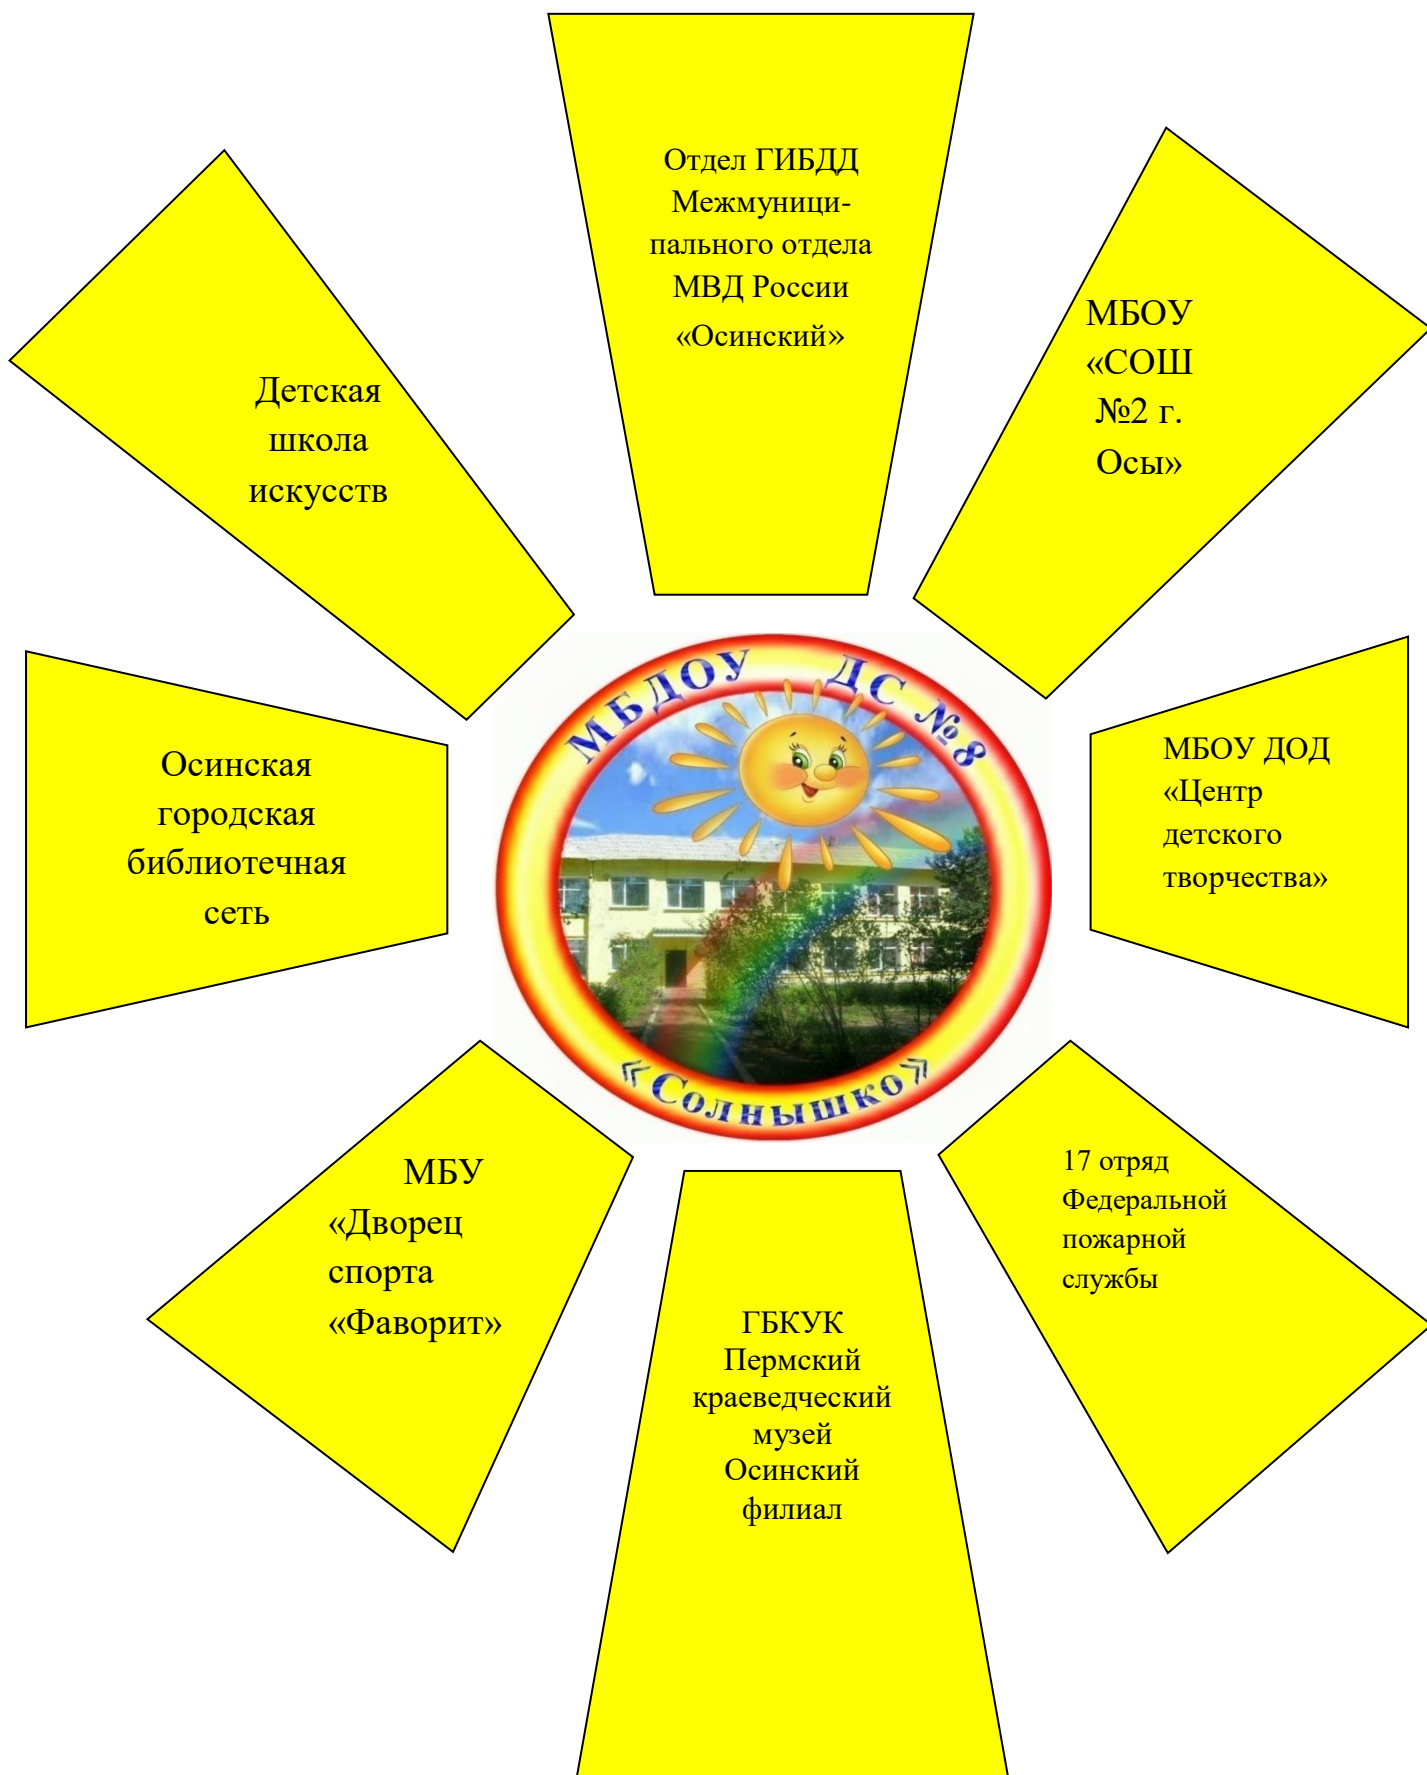 Отдел ГИБДД
Межмуници-
пального отдела
МВД России
«Осинский»
МБОУ
«СОШ
№2 г.
Осы»
Детская
школа
искусств
МБДОУ ДС №8
«Солнышко»
МБОУ ДОД
«Центр
детского
творчества»
Осинская
городская
библиотечная
сеть
17 отряд
Федеральной
пожарной
службы
МБУ
«Дворец
спорта
«Фаворит»
ГБКУК
Пермский
краеведческий
музей
Осинский
филиал